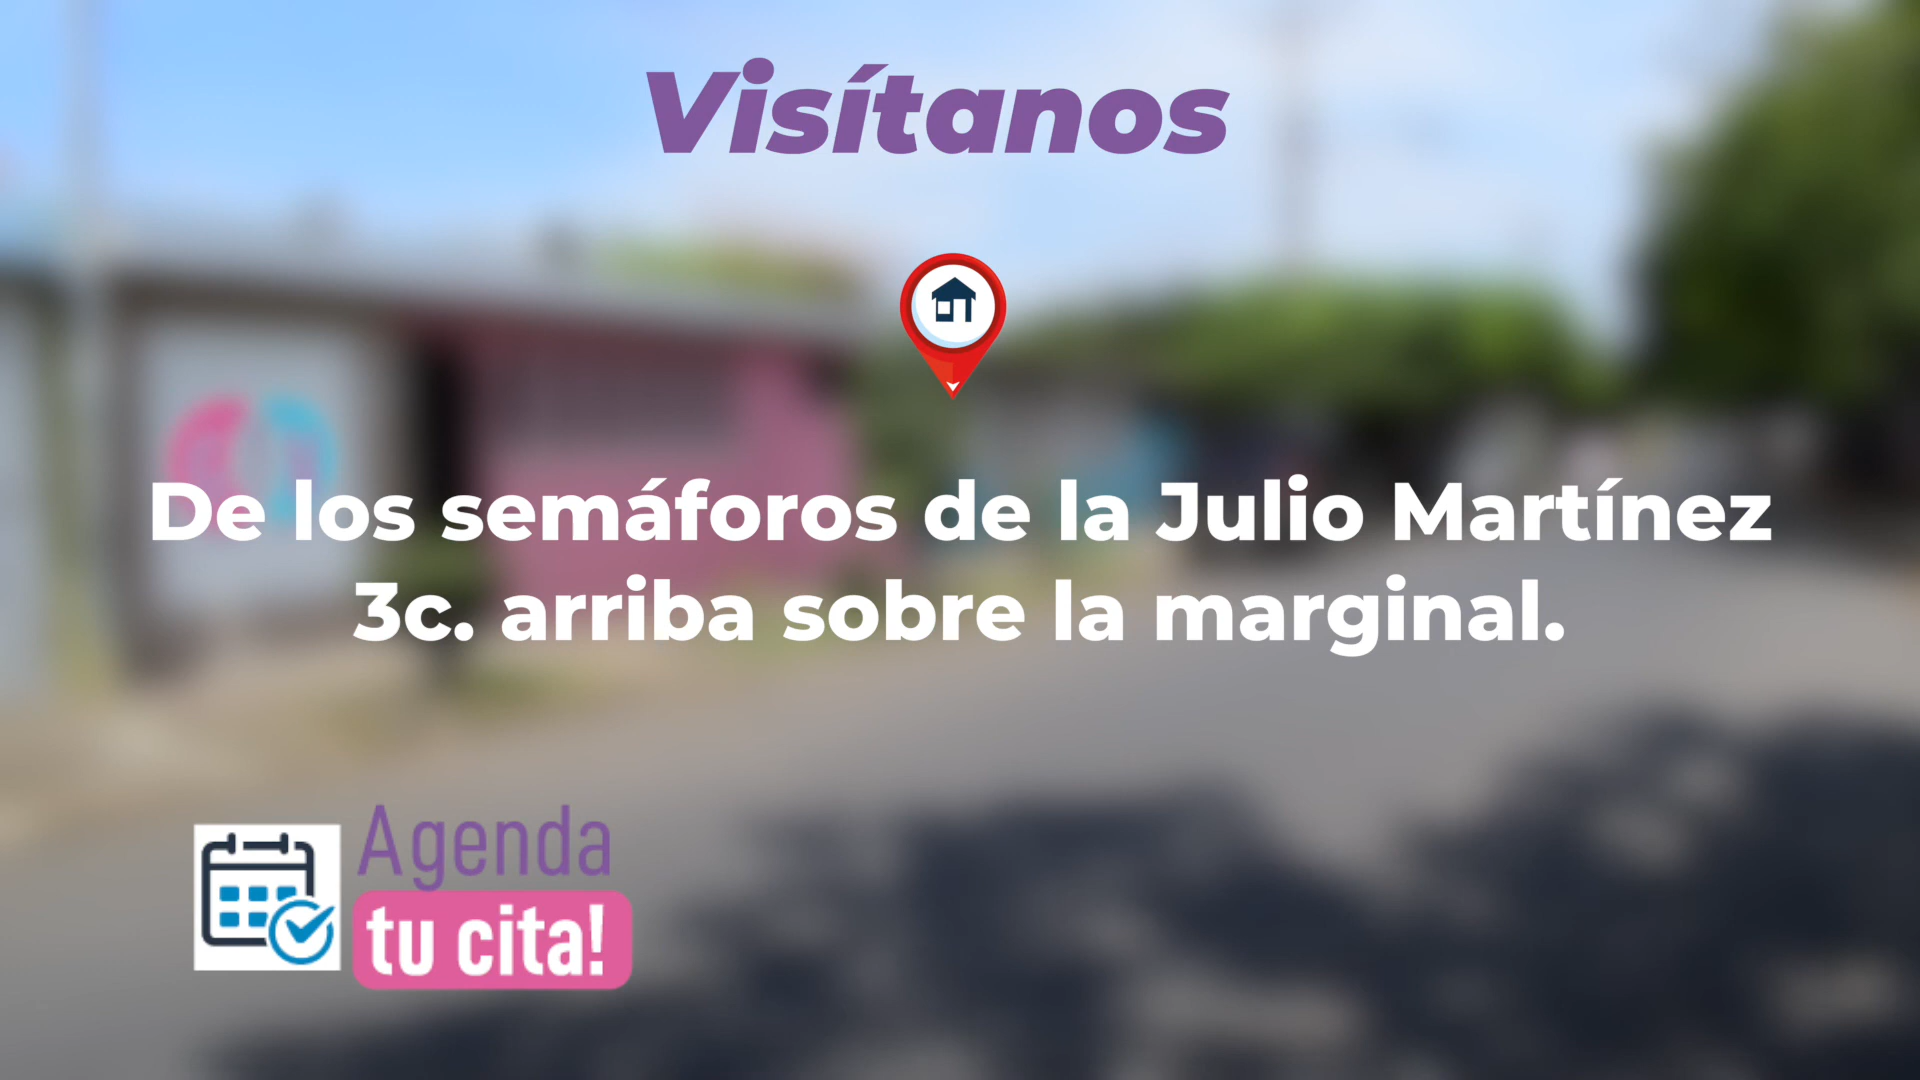 Visítanos
De los semáforos de la Julio Martínez
3c. arriba sobre la marginal.
Agenda
tu cita!